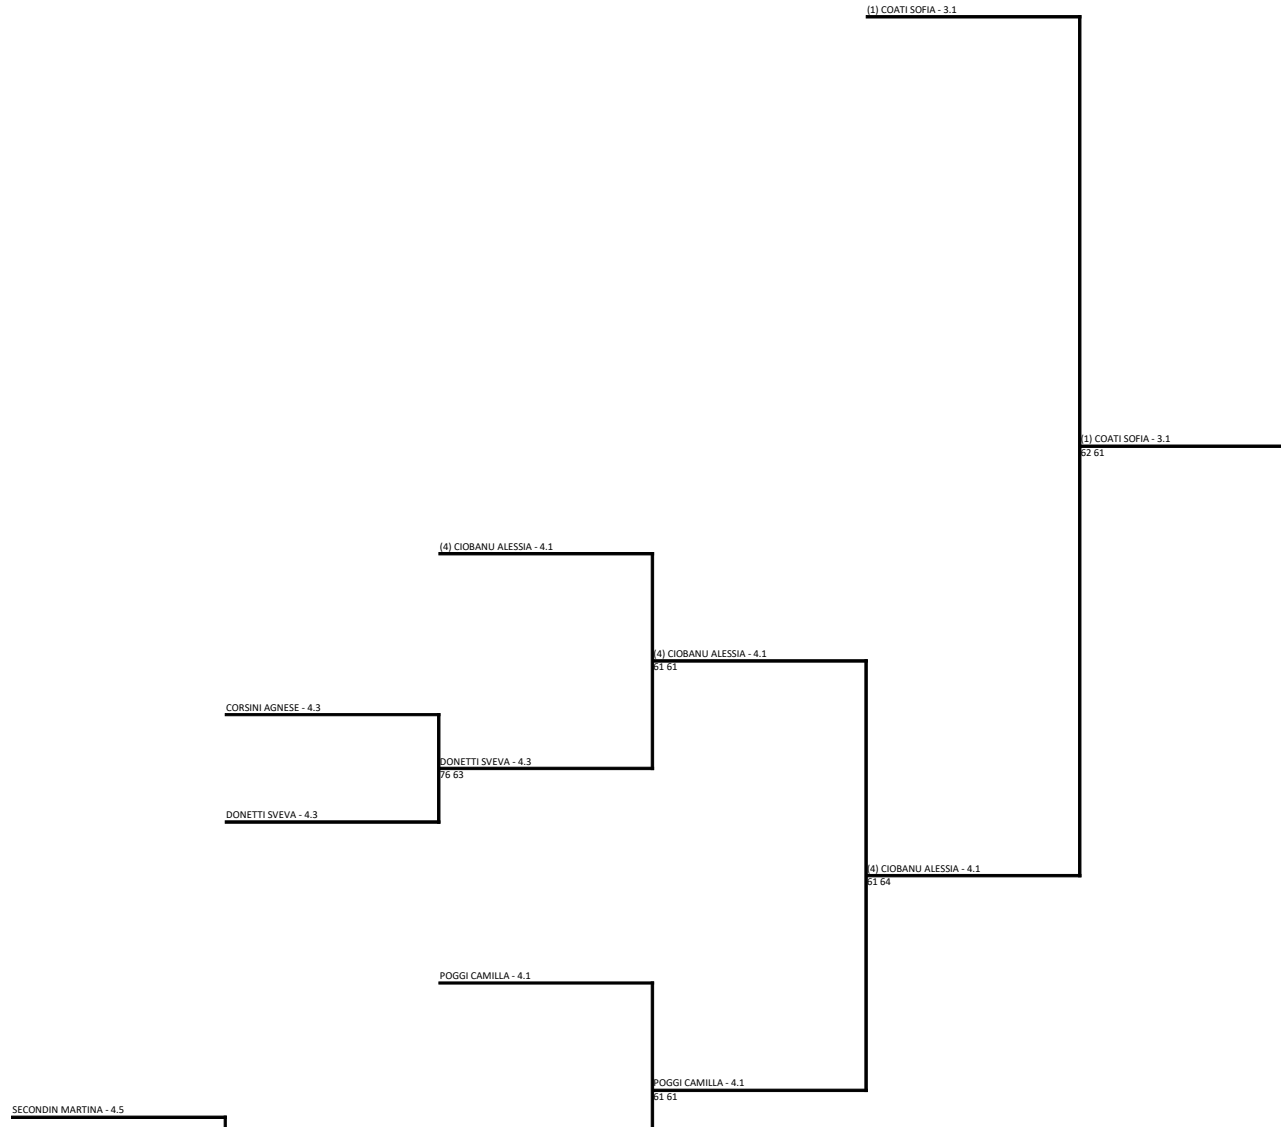 (1) COATI SOFIA - 3.1
(1) COATI SOFIA - 3.1
62 61
(4) CIOBANU ALESSIA - 4.1
(4) CIOBANU ALESSIA - 4.1
61 61
CORSINI AGNESE - 4.3
DONETTI SVEVA - 4.3
76 63
DONETTI SVEVA - 4.3
(4) CIOBANU ALESSIA - 4.1
61 64
POGGI CAMILLA - 4.1
POGGI CAMILLA - 4.1
61 61
SECONDIN MARTINA - 4.5